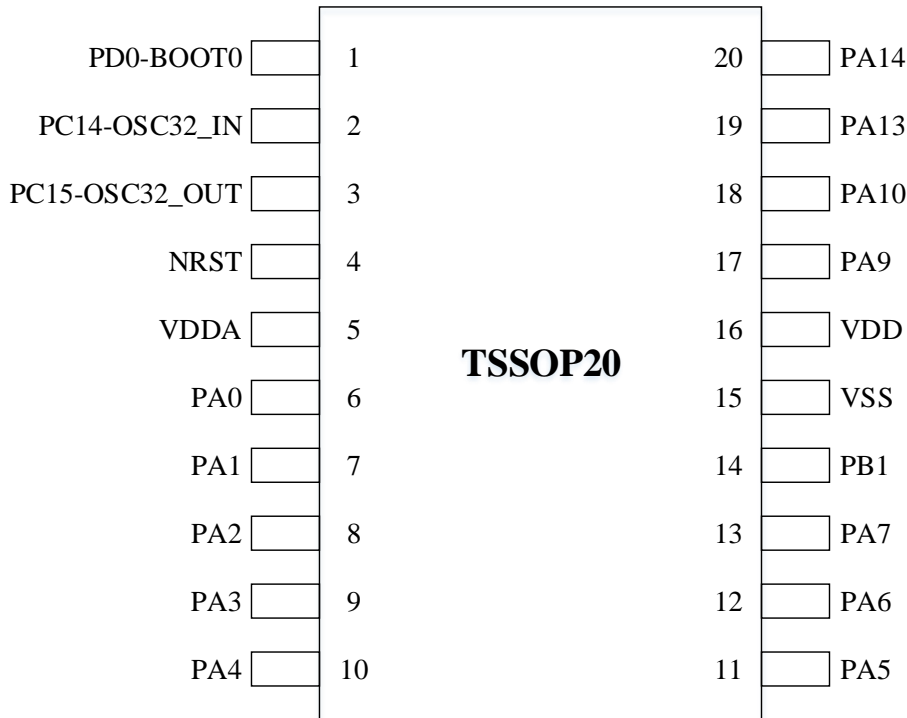 PD0-BOOT0 1 20 PA14
PC14-OSC32_IN 2 19 PA13
PC15-OSC32_OUT 3 18 PA10
NRST 4 17 PA9
VDDA 5 16 VDD
TSSOP20
PA0 6 15 VSS
PA1 7 14 PB1
PA2 8 13 PA7
PA3 9 12 PA6
PA4 10 11 PA5